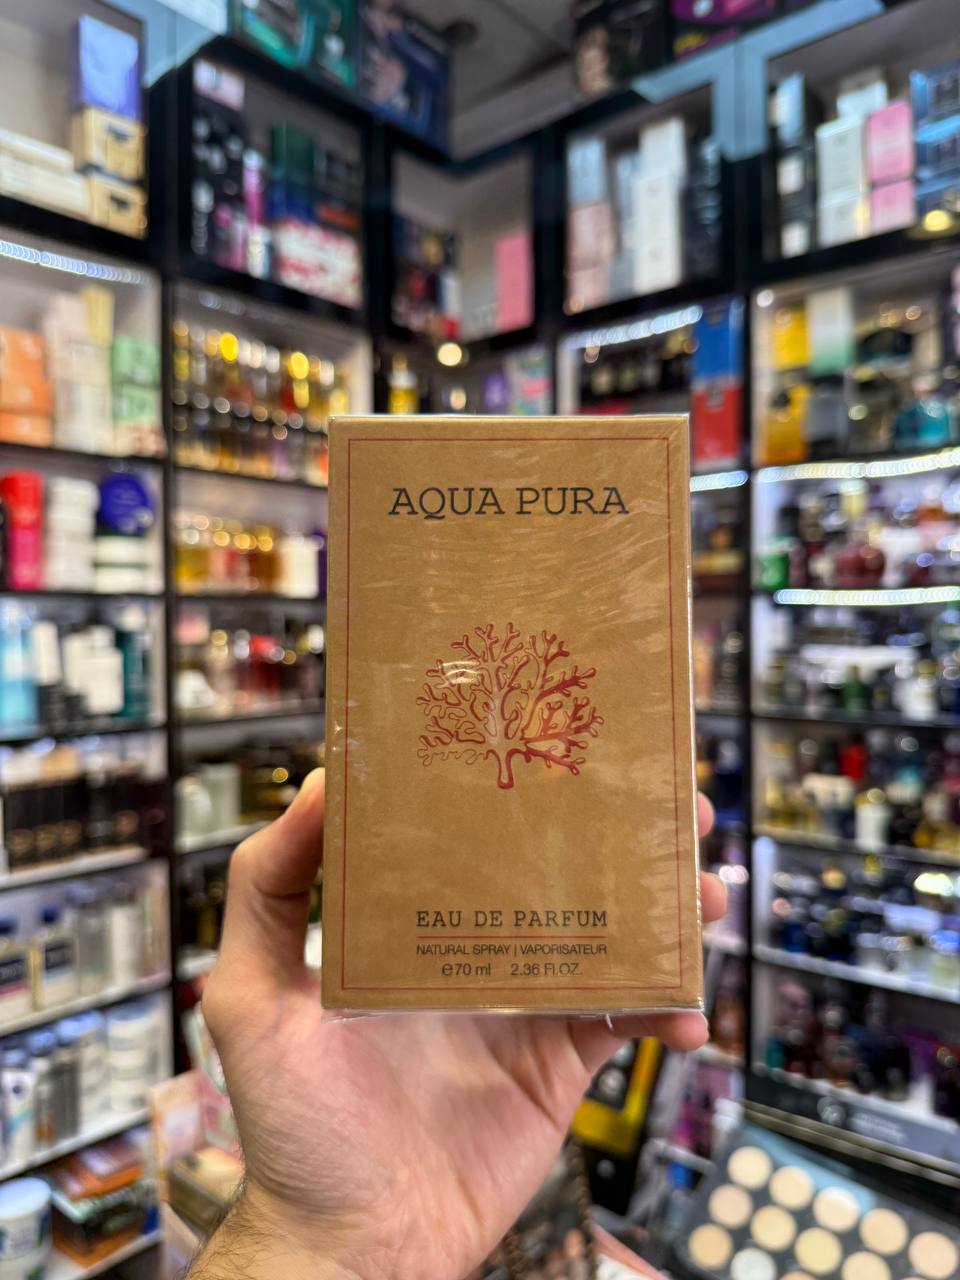 AQUA PURA
EAU DE PARFUM
NATURAL SPRAY | VAPORISATEUR
℮70 ml 2.36 Fl.OZ.